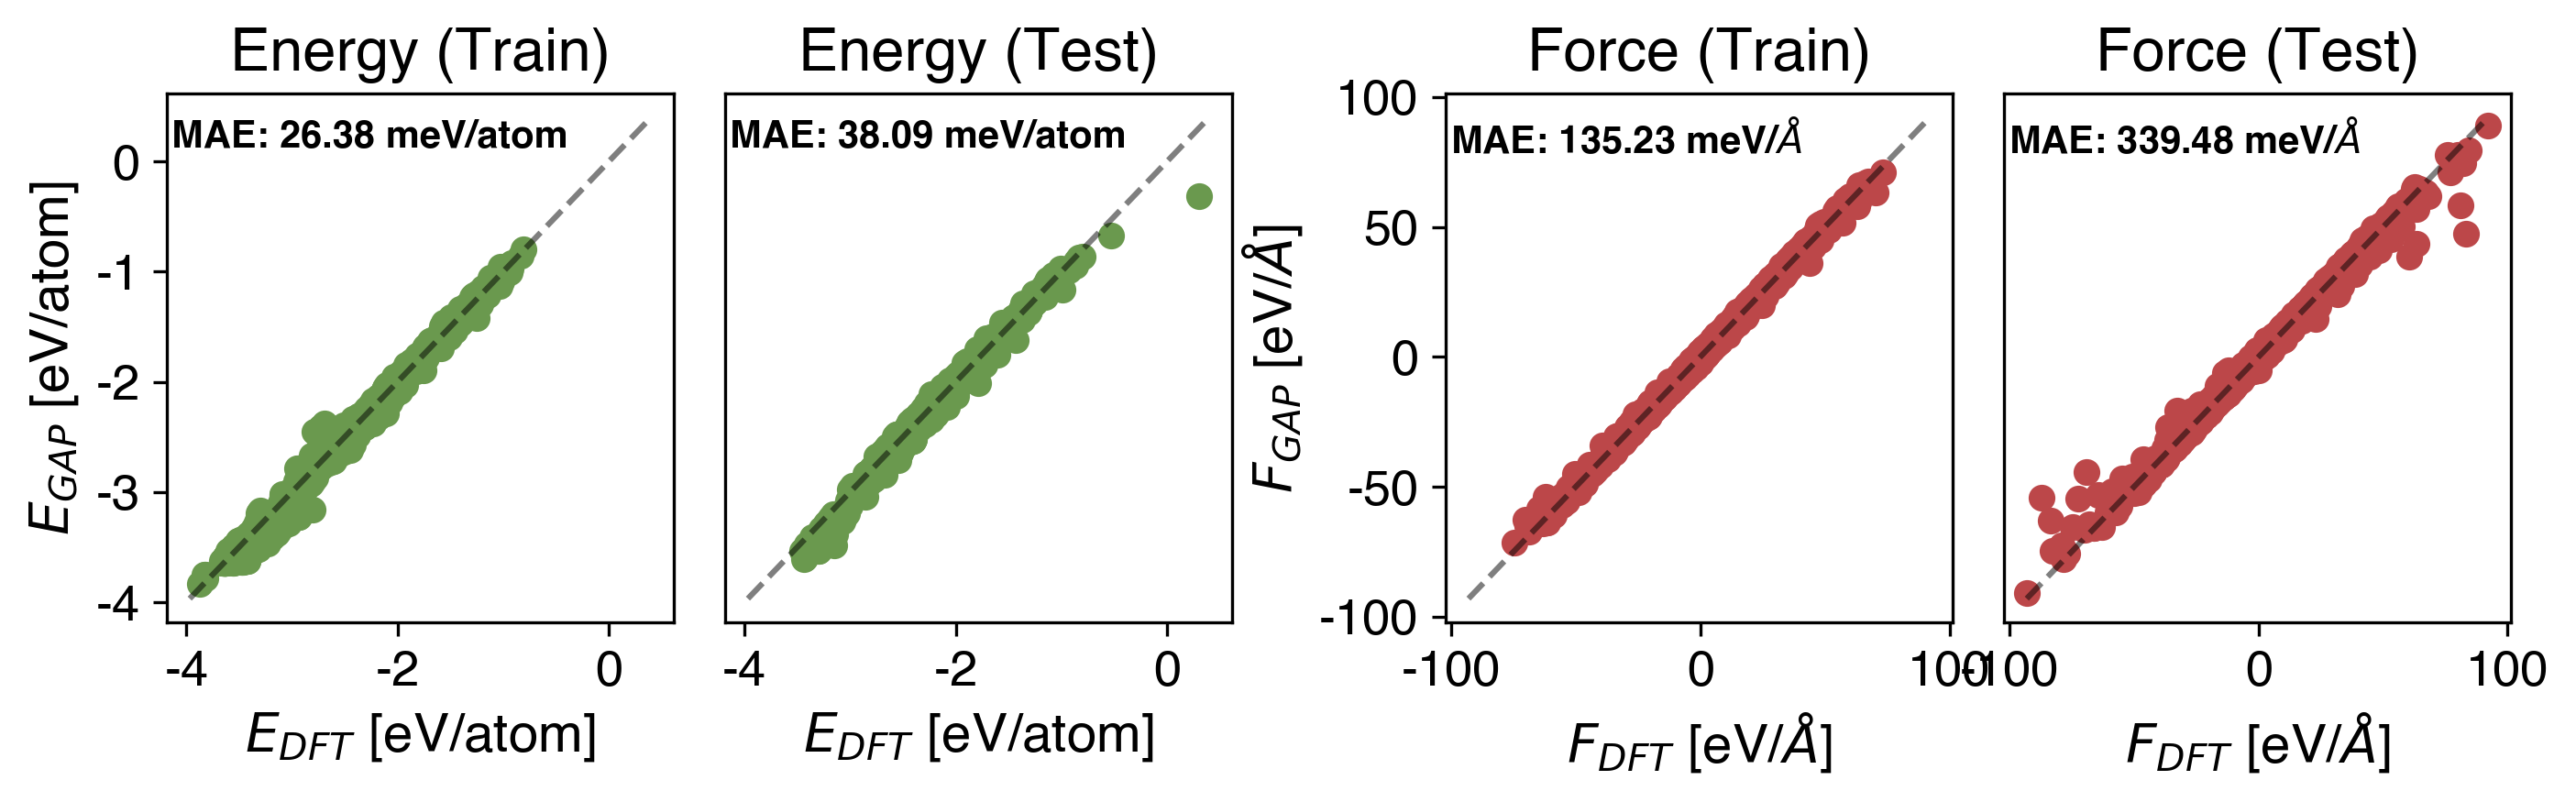 Energy (Train)
MAE: 26.38 meV/atom
E_GAP [eV/atom]
0
-1
-2
-3
-4
-4
-2
0
E_DFT [eV/atom]
Energy (Test)
MAE: 38.09 meV/atom
-4
-2
0
E_DFT [eV/atom]
Force (Train)
MAE: 135.23 meV/Å
F_GAP [eV/Å]
100
50
0
-50
-100
-100
0
100
F_DFT [eV/Å]
Force (Test)
MAE: 339.48 meV/Å
-100
0
100
F_DFT [eV/Å]